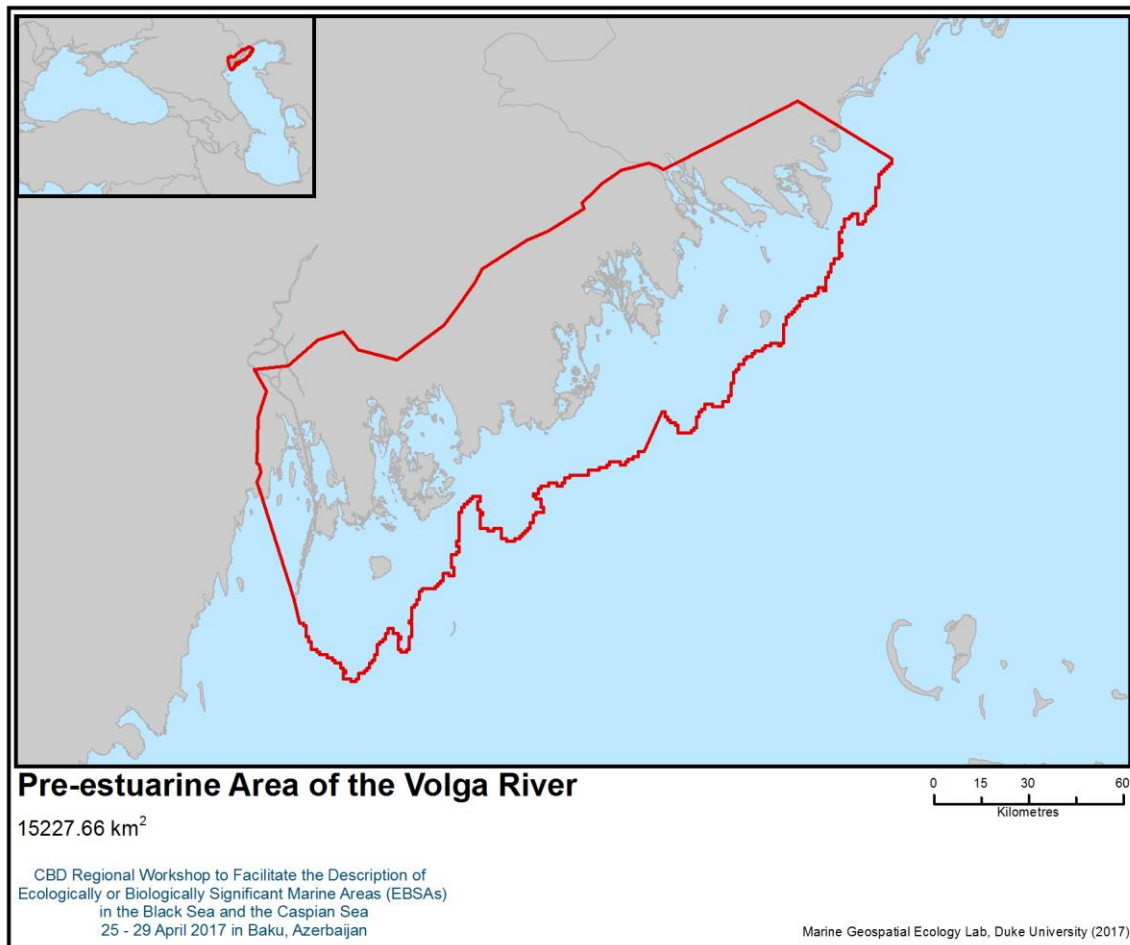 Pre-estuarine Area of the Volga River
15227.66 km²
0 15 30 60
Kilometres
CBD Regional Workshop to Facilitate the Description of
Ecologically or Biologically Significant Marine Areas (EBSAs)
in the Black Sea and the Caspian Sea
25 - 29 April 2017 in Baku, Azerbaijan
Marine Geospatial Ecology Lab, Duke University (2017)